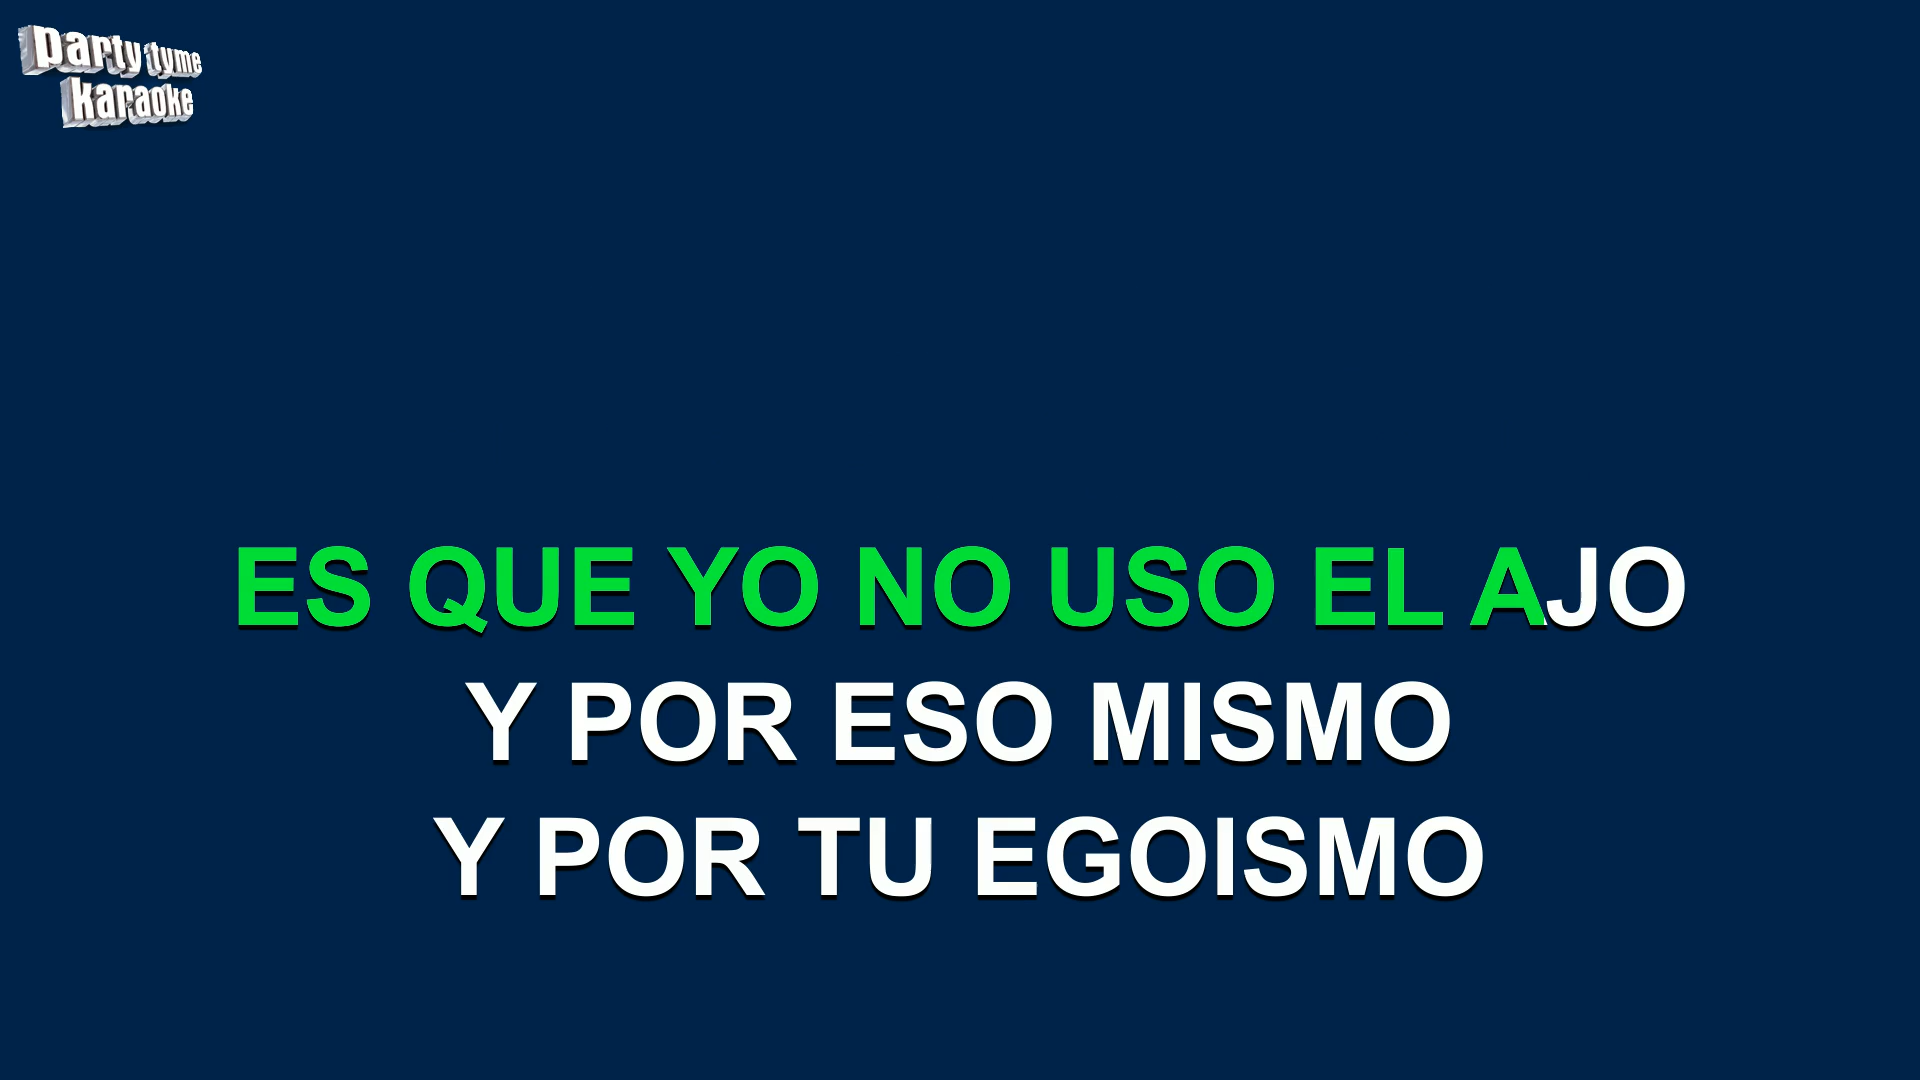 party tyme
karaoke
ES QUE YO NO USO EL AJO
Y POR ESO MISMO
Y POR TU EGOISMO